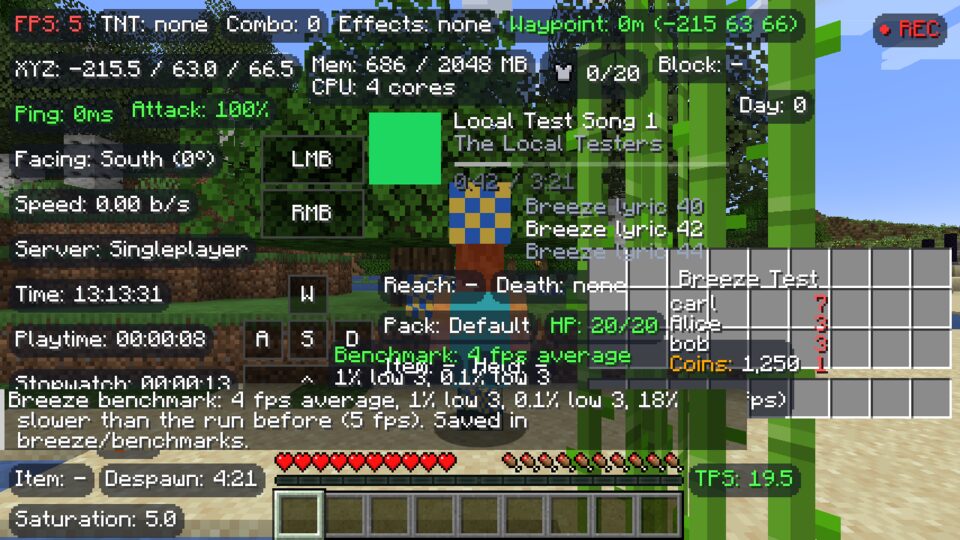 FPS: 5 TNT: none Combo: 0 Effects: none Waypoint: 0m (-215 63 66)
REC
XYZ: -215.5 / 63.0 / 66.5
Mem: 686 / 2048 MB
CPU: 4 cores
0/20
Block: -
Day: 0
Ping: 0ms
Attack: 100%
Local Test Song 1
The Local Testers
0:42 / 3:21
Facing: South (0°)
LMB
RMB
Speed: 0.00 b/s
Breeze lyric 40
Breeze lyric 42
Breeze lyric 44
Server: Singleplayer
Reach: - Death: none
Breeze Test
carl 7
Alice 3
bob 3
Coins: 1,250 1
Time: 13:13:31
W
A S D
Pack: Default HP: 20/20
Playtime: 00:00:08
Benchmark: 4 fps average
1% low 3, 0.1% low 3
Stopwatch: 00:00:13
Breeze benchmark: 4 fps average, 1% low 3, 0.1% low 3, 18%
slower than the run before (5 fps). Saved in
breeze/benchmarks.
fps)
Item: - Despawn: 4:21
TPS: 19.5
Saturation: 5.0